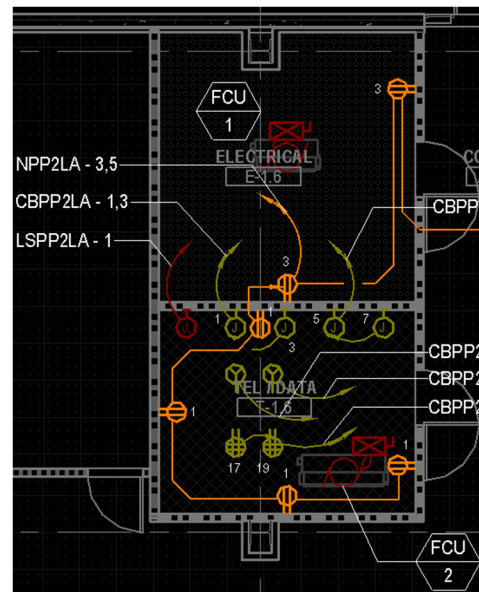 FCU
1
3
ELECTRICAL
E-1.6
NPP2LA - 3,5
CBPP2LA - 1,3
CBPP
LSPP2LA - 1
3
J
1
J
1
J
3
5
J
7
J
CBPP2
TEL / DATA
T-1.6
CBPP2
CBPP2
1
17
19
1
1
FCU
2